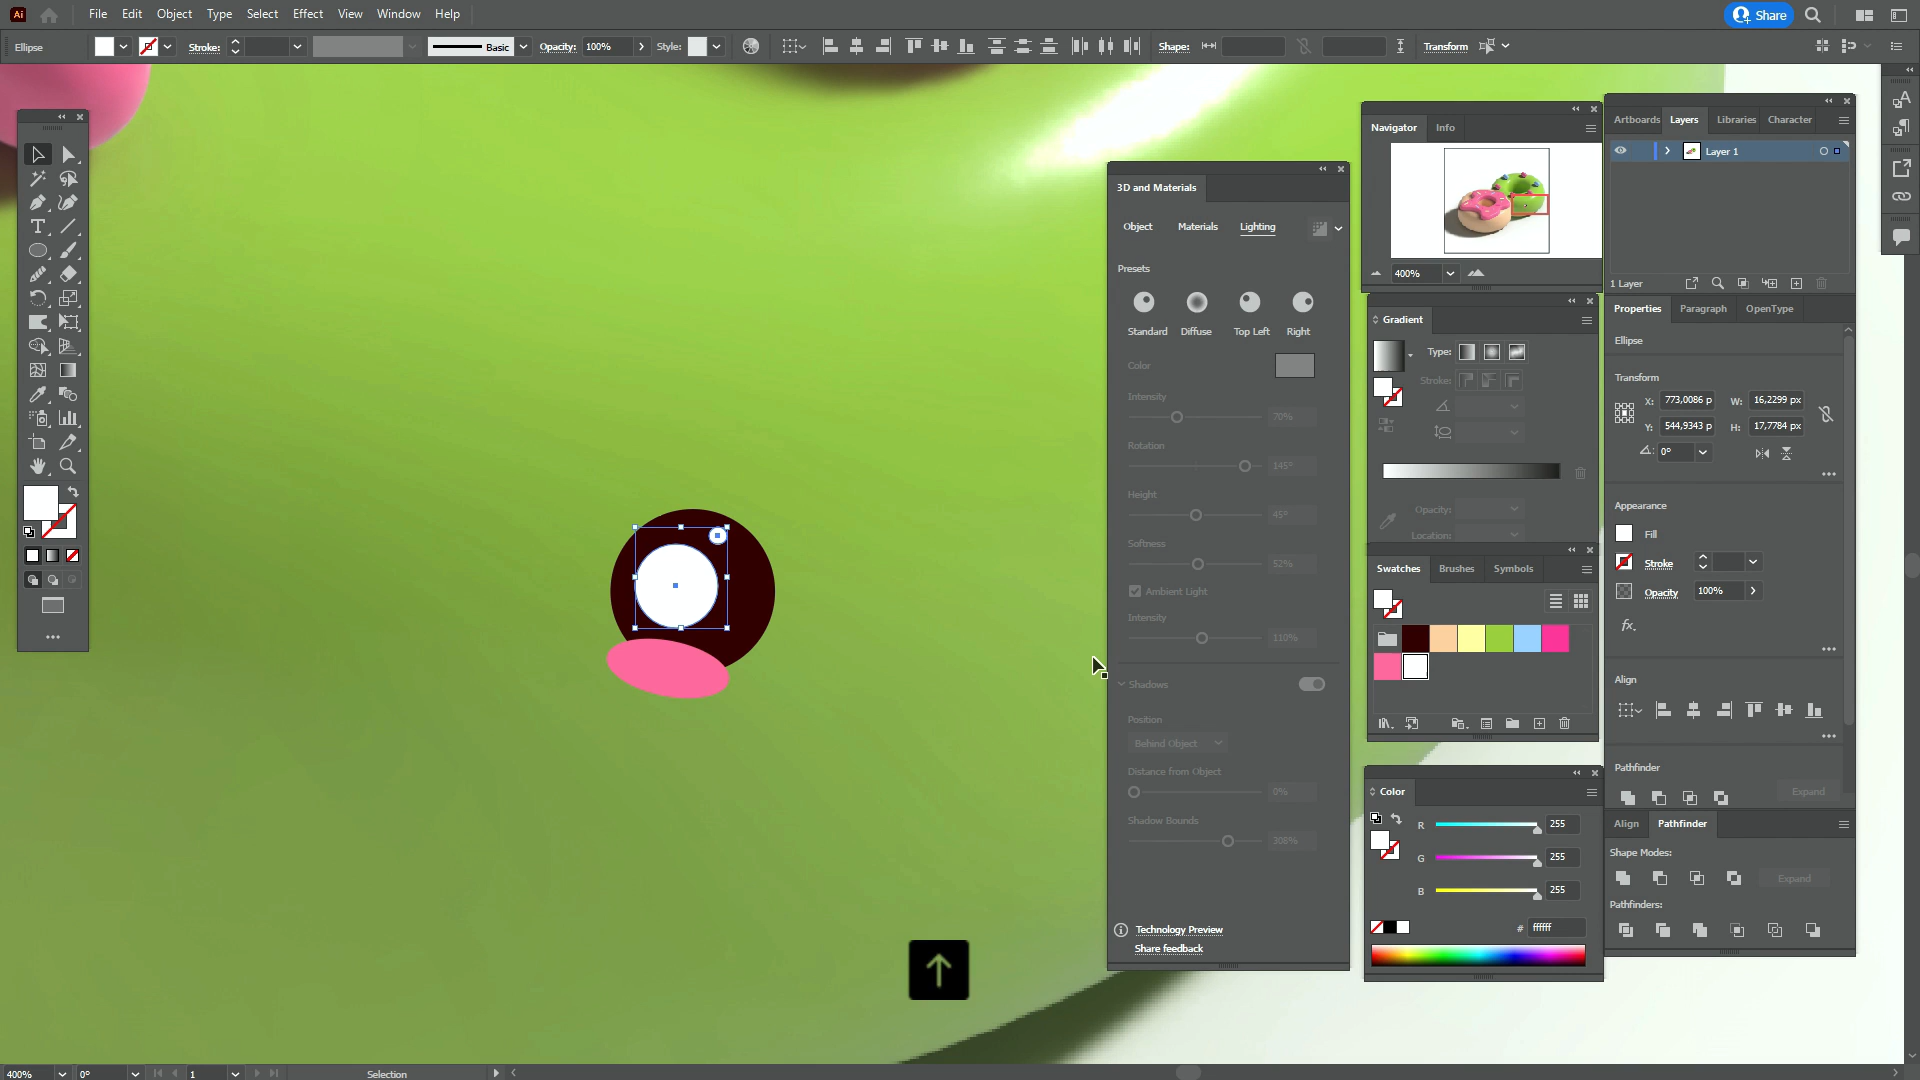 Ai File Edit Object Type Select Effect View Window Help Share
Ellipse Stroke: Basic Opacity: 100% Style: Shape: Transform
3D and Materials
Object Materials Lighting
Presets
Standard Diffuse Top Left Right
Color
Intensity
70%
Rotation
145°
Height
45°
Softness
52%
Ambient Light
Intensity
110%
Shadows
Position
Behind Object
Distance from Object
0%
Shadow Bounds
308%
Technology Preview
Share feedback
Navigator Info
400%
Gradient
Type:
Stroke:
Opacity:
Location:
Swatches Brushes Symbols
Color
R 255
G 255
B 255
# ffffff
Artboards Layers Libraries Character
Layer 1
1 Layer
Properties Paragraph OpenType
Ellipse
Transform
X: 773,0086 p W: 16,2299 px
Y: 544,9343 p H: 17,7784 px
0°
Appearance
Fill
Stroke
Opacity 100%
fx.
Align
Pathfinder
Expand
Align Pathfinder
Shape Modes:
Expand
Pathfinders:
400% 0° 1 Selection